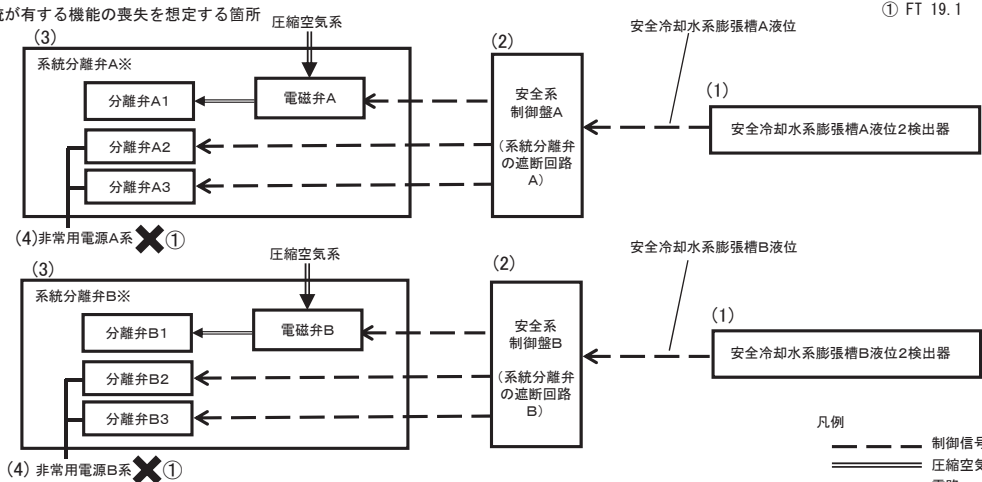 が有する機能の喪失を想定する箇所
① FT 19.1
(3)
圧縮空気系
(2)
安全冷却水系膨張槽A液位
系統分離弁A※
電磁弁A
分離弁A1
分離弁A2
分離弁A3
安全系
制御盤A
(系統分離弁
の遮断回路
A)
(1)
安全冷却水系膨張槽A液位2検出器
(4)非常用電源A系 ①
(3)
圧縮空気系
(2)
安全冷却水系膨張槽B液位
系統分離弁B※
電磁弁B
分離弁B1
分離弁B2
分離弁B3
安全系
制御盤B
(系統分離弁
の遮断回路
B)
(1)
安全冷却水系膨張槽B液位2検出器
(4) 非常用電源B系 ①
凡例
制御信号
圧縮空気